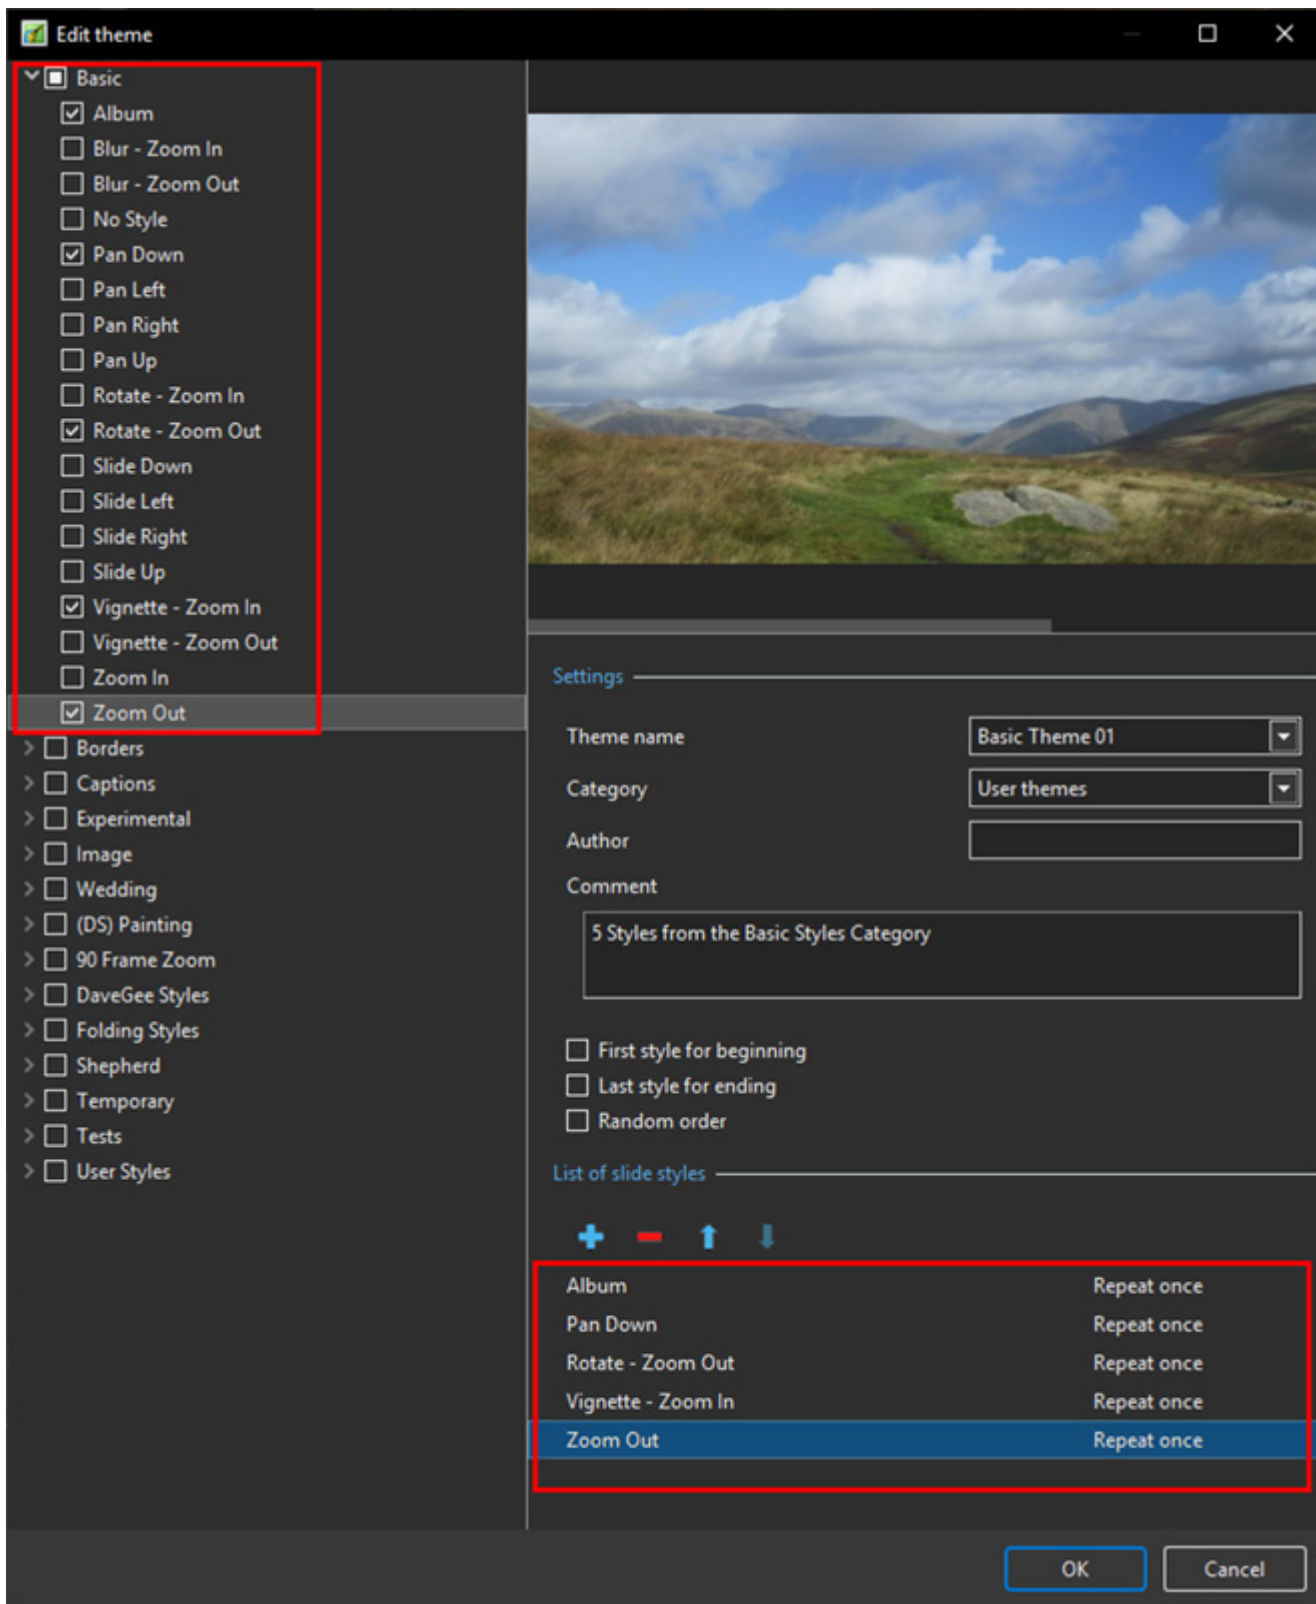 Edit theme
Basic
Album
Blur - Zoom In
Blur - Zoom Out
No Style
Pan Down
Pan Left
Pan Right
Pan Up
Rotate - Zoom In
Rotate - Zoom Out
Slide Down
Slide Left
Slide Right
Slide Up
Vignette - Zoom In
Vignette - Zoom Out
Zoom In
Zoom Out
Borders
Captions
Experimental
Image
Wedding
(DS) Painting
90 Frame Zoom
DaveGee Styles
Folding Styles
Shepherd
Temporary
Tests
User Styles
Settings
Theme name Basic Theme 01
Category User themes
Author
Comment
5 Styles from the Basic Styles Category
First style for beginning
Last style for ending
Random order
List of slide styles
Album Repeat once
Pan Down Repeat once
Rotate - Zoom Out Repeat once
Vignette - Zoom In Repeat once
Zoom Out Repeat once
OK Cancel